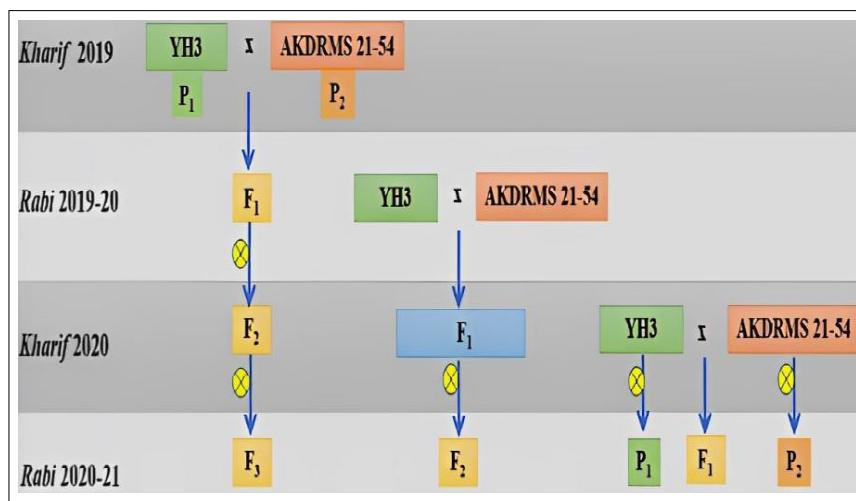 Kharif 2019 YH3 z AKDRMS 21-54
P₁ P₂
Rabi 2019-20 F₁ YH3 z AKDRMS 21-54
Kharif 2020 F₂ F₁ YH3 z AKDRMS 21-54
Rabi 2020-21 F₃ F₂ P₁ F₁ P₂